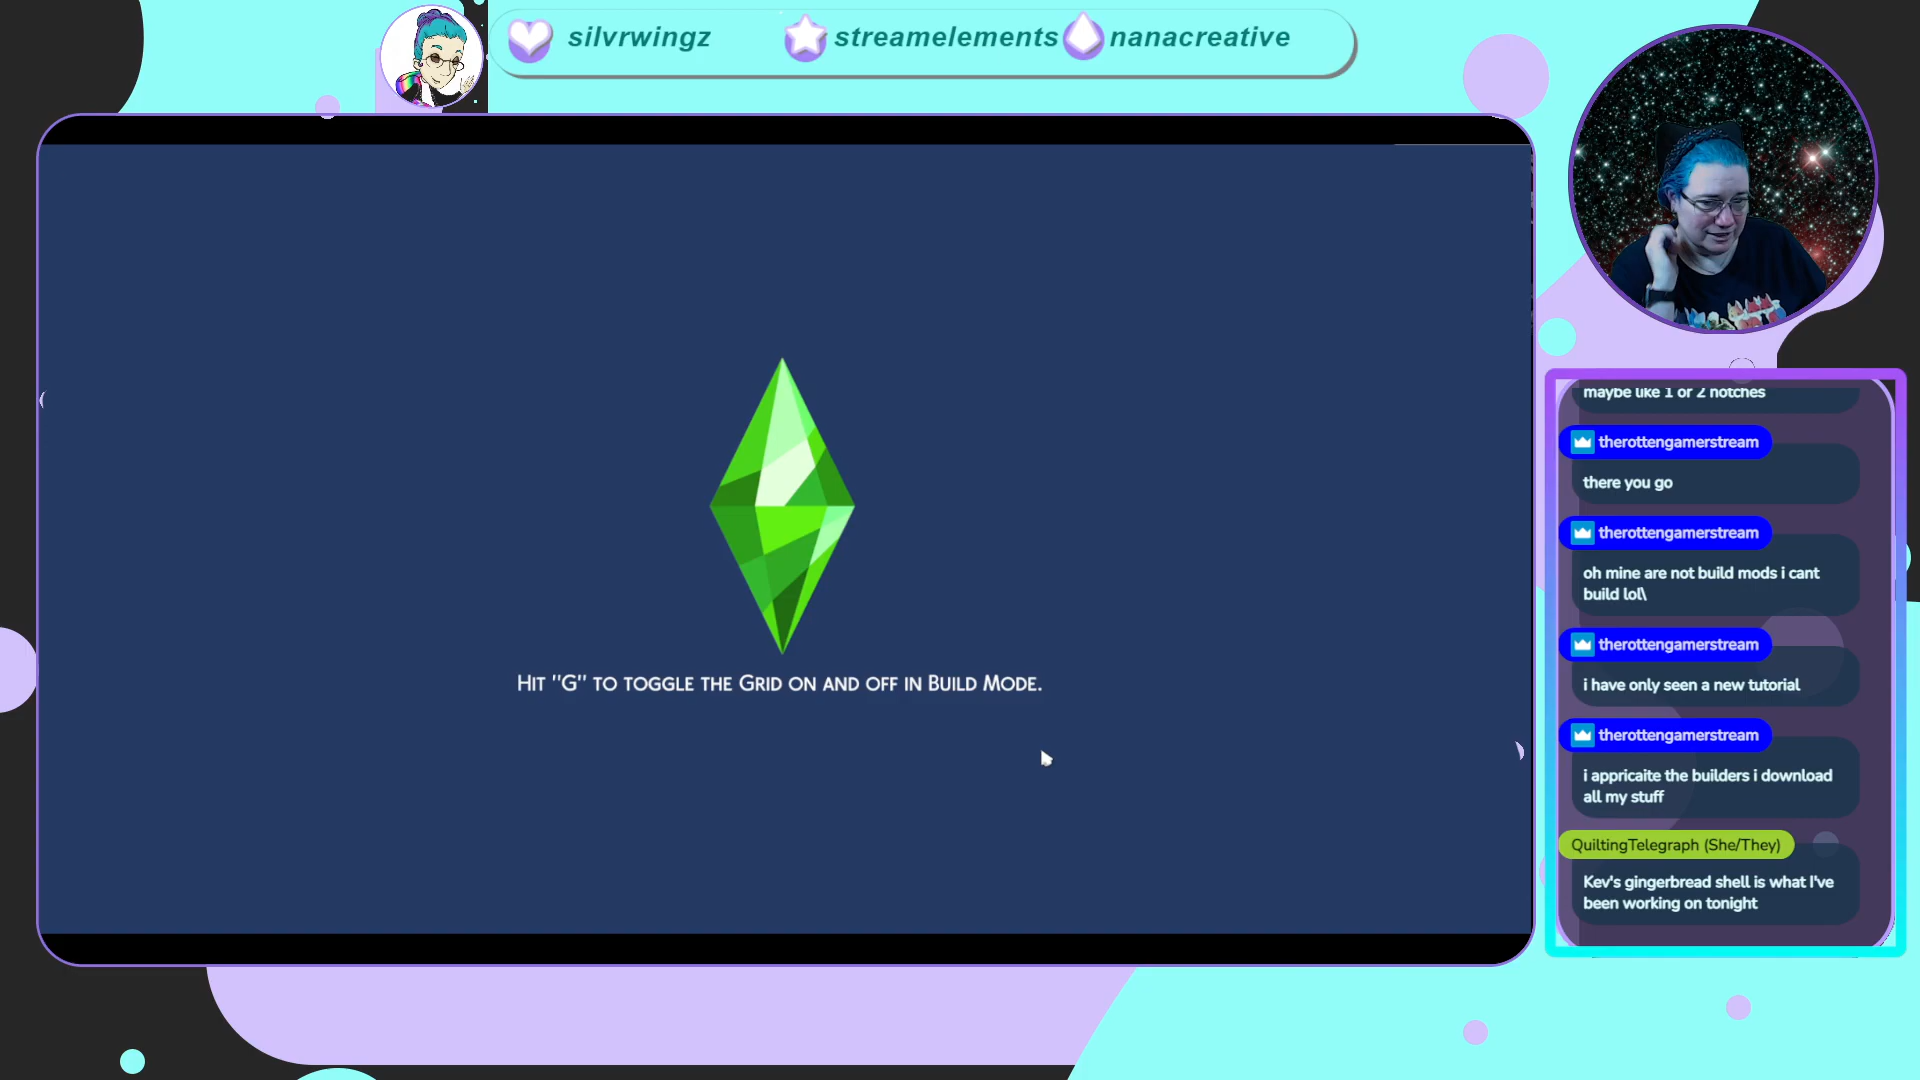 silvrwingz
streamelements
nanacreative
Hit "G" to toggle the Grid on and off in Build Mode.
maybe like 1 or 2 notches
therottengamerstream
there you go
therottengamerstream
oh mine are not build mods i cant
build lol\
therottengamerstream
i have only seen a new tutorial
therottengamerstream
i appricaite the builders i download
all my stuff
QuiltingTelegraph (She/They)
Kev's gingerbread shell is what I've
been working on tonight